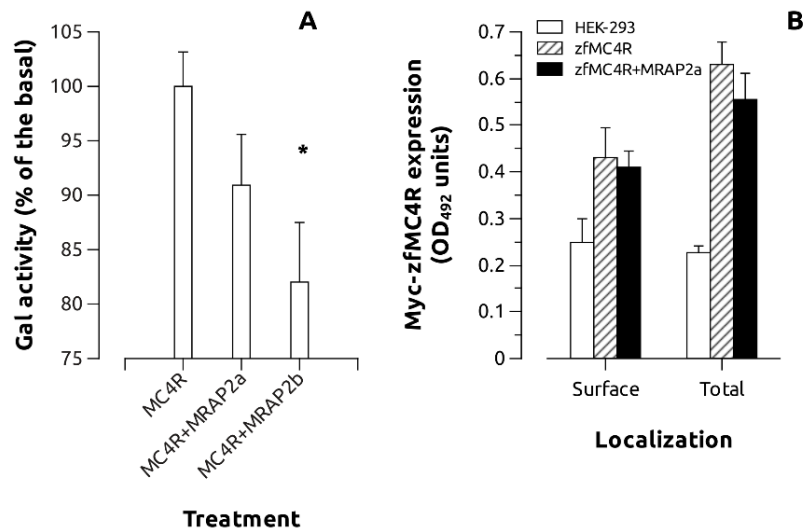 A
Gal activity (% of the basal)
105
100
95
90
85
80
75
MC4R
MC4R+MRAP2a
MC4R+MRAP2b
*
Treatment
B
HEK-293
zfMC4R
zfMC4R+MRAP2a
Myc-zfMC4R expression
(OD492 units)
0.7
0.6
0.5
0.4
0.3
0.2
0.1
0
Surface Total
Localization